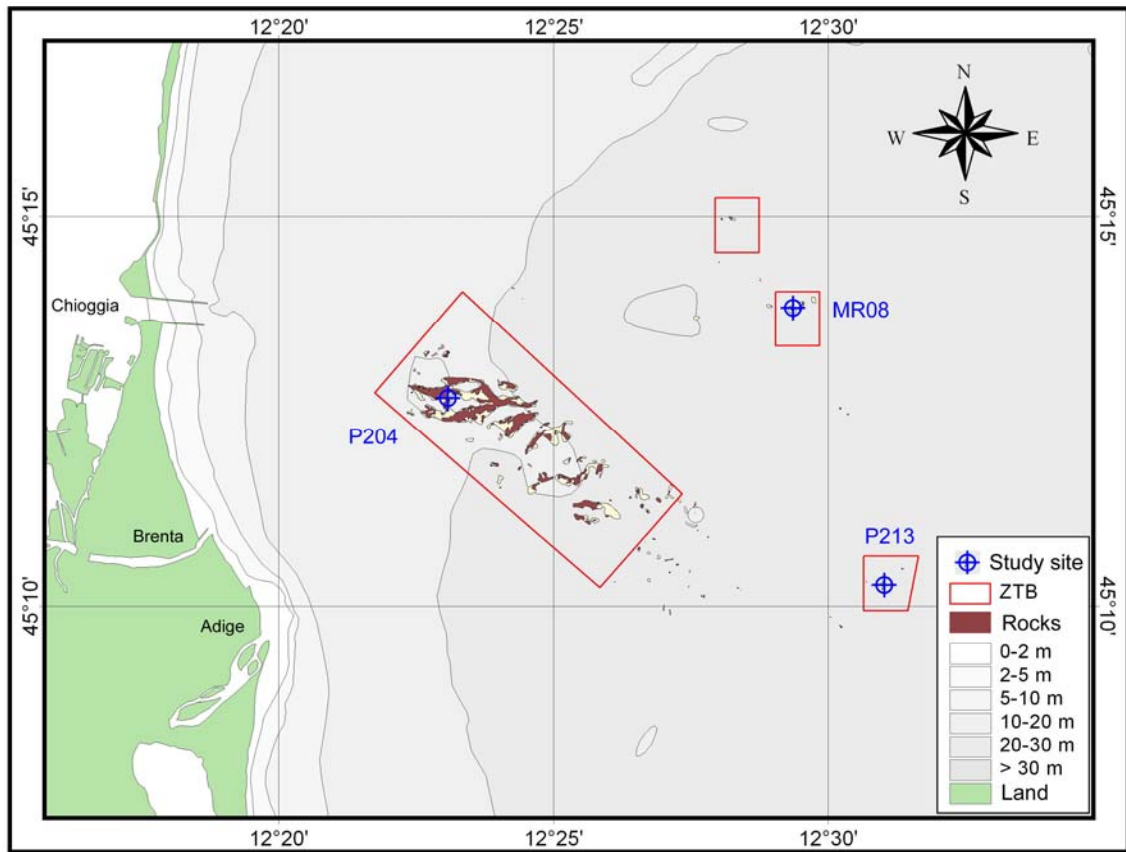 12°20' 12°25' 12°30'
N
W E
S
45°15' 45°15'
Chioggia
MR08
P204
Brenta
P213
Adige
45°10' 45°10'
Study site
ZTB
Rocks
0-2 m
2-5 m
5-10 m
10-20 m
20-30 m
> 30 m
Land
12°20' 12°25' 12°30'